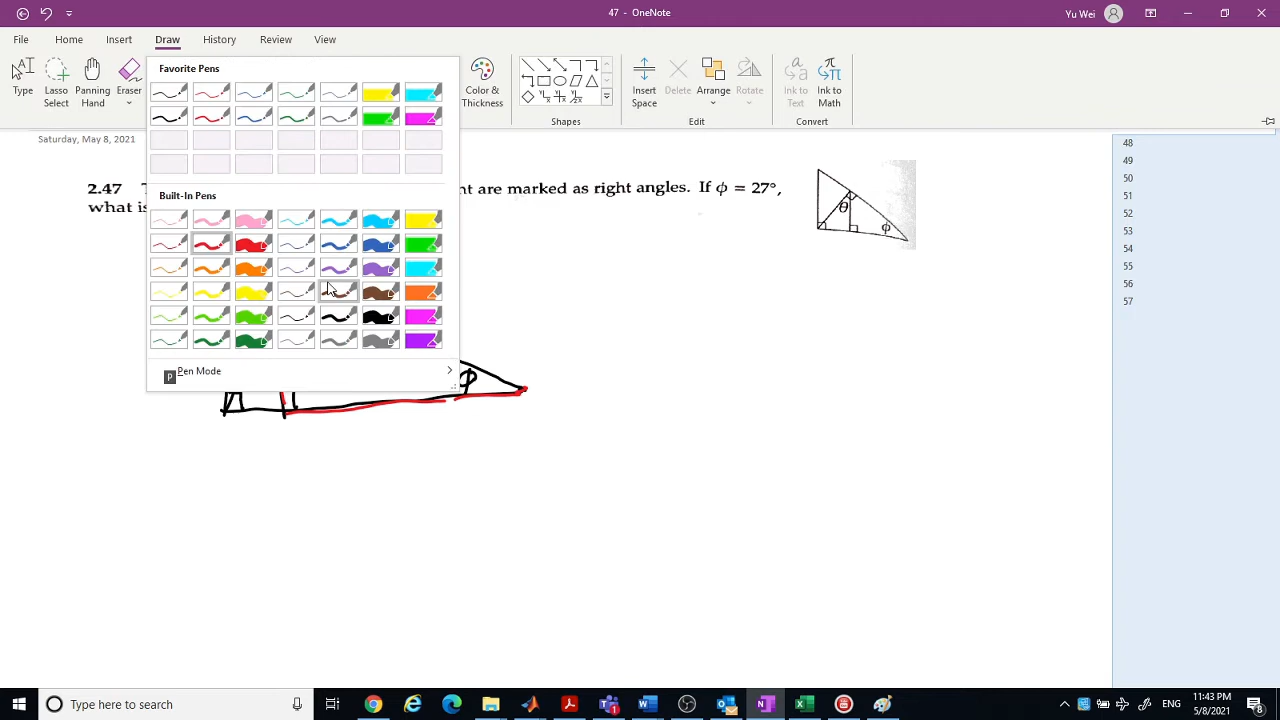 47 - OneNote
Yu Wei
File Home Insert Draw History Review View
Type
Lasso Select
Panning Hand
Eraser
Favorite Pens
Built-In Pens
Pen Mode
Color & Thickness
Shapes
Insert Space
Delete
Arrange
Rotate
Edit
Ink to Text
Ink to Math
Convert
Saturday, May 8, 2021
2.47 T nt are marked as right angles. If ϕ = 27°,
what is
θ
ϕ
φ
48
49
50
51
52
53
54
55
56
57
Type here to search
ENG
11:43 PM
5/8/2021
8